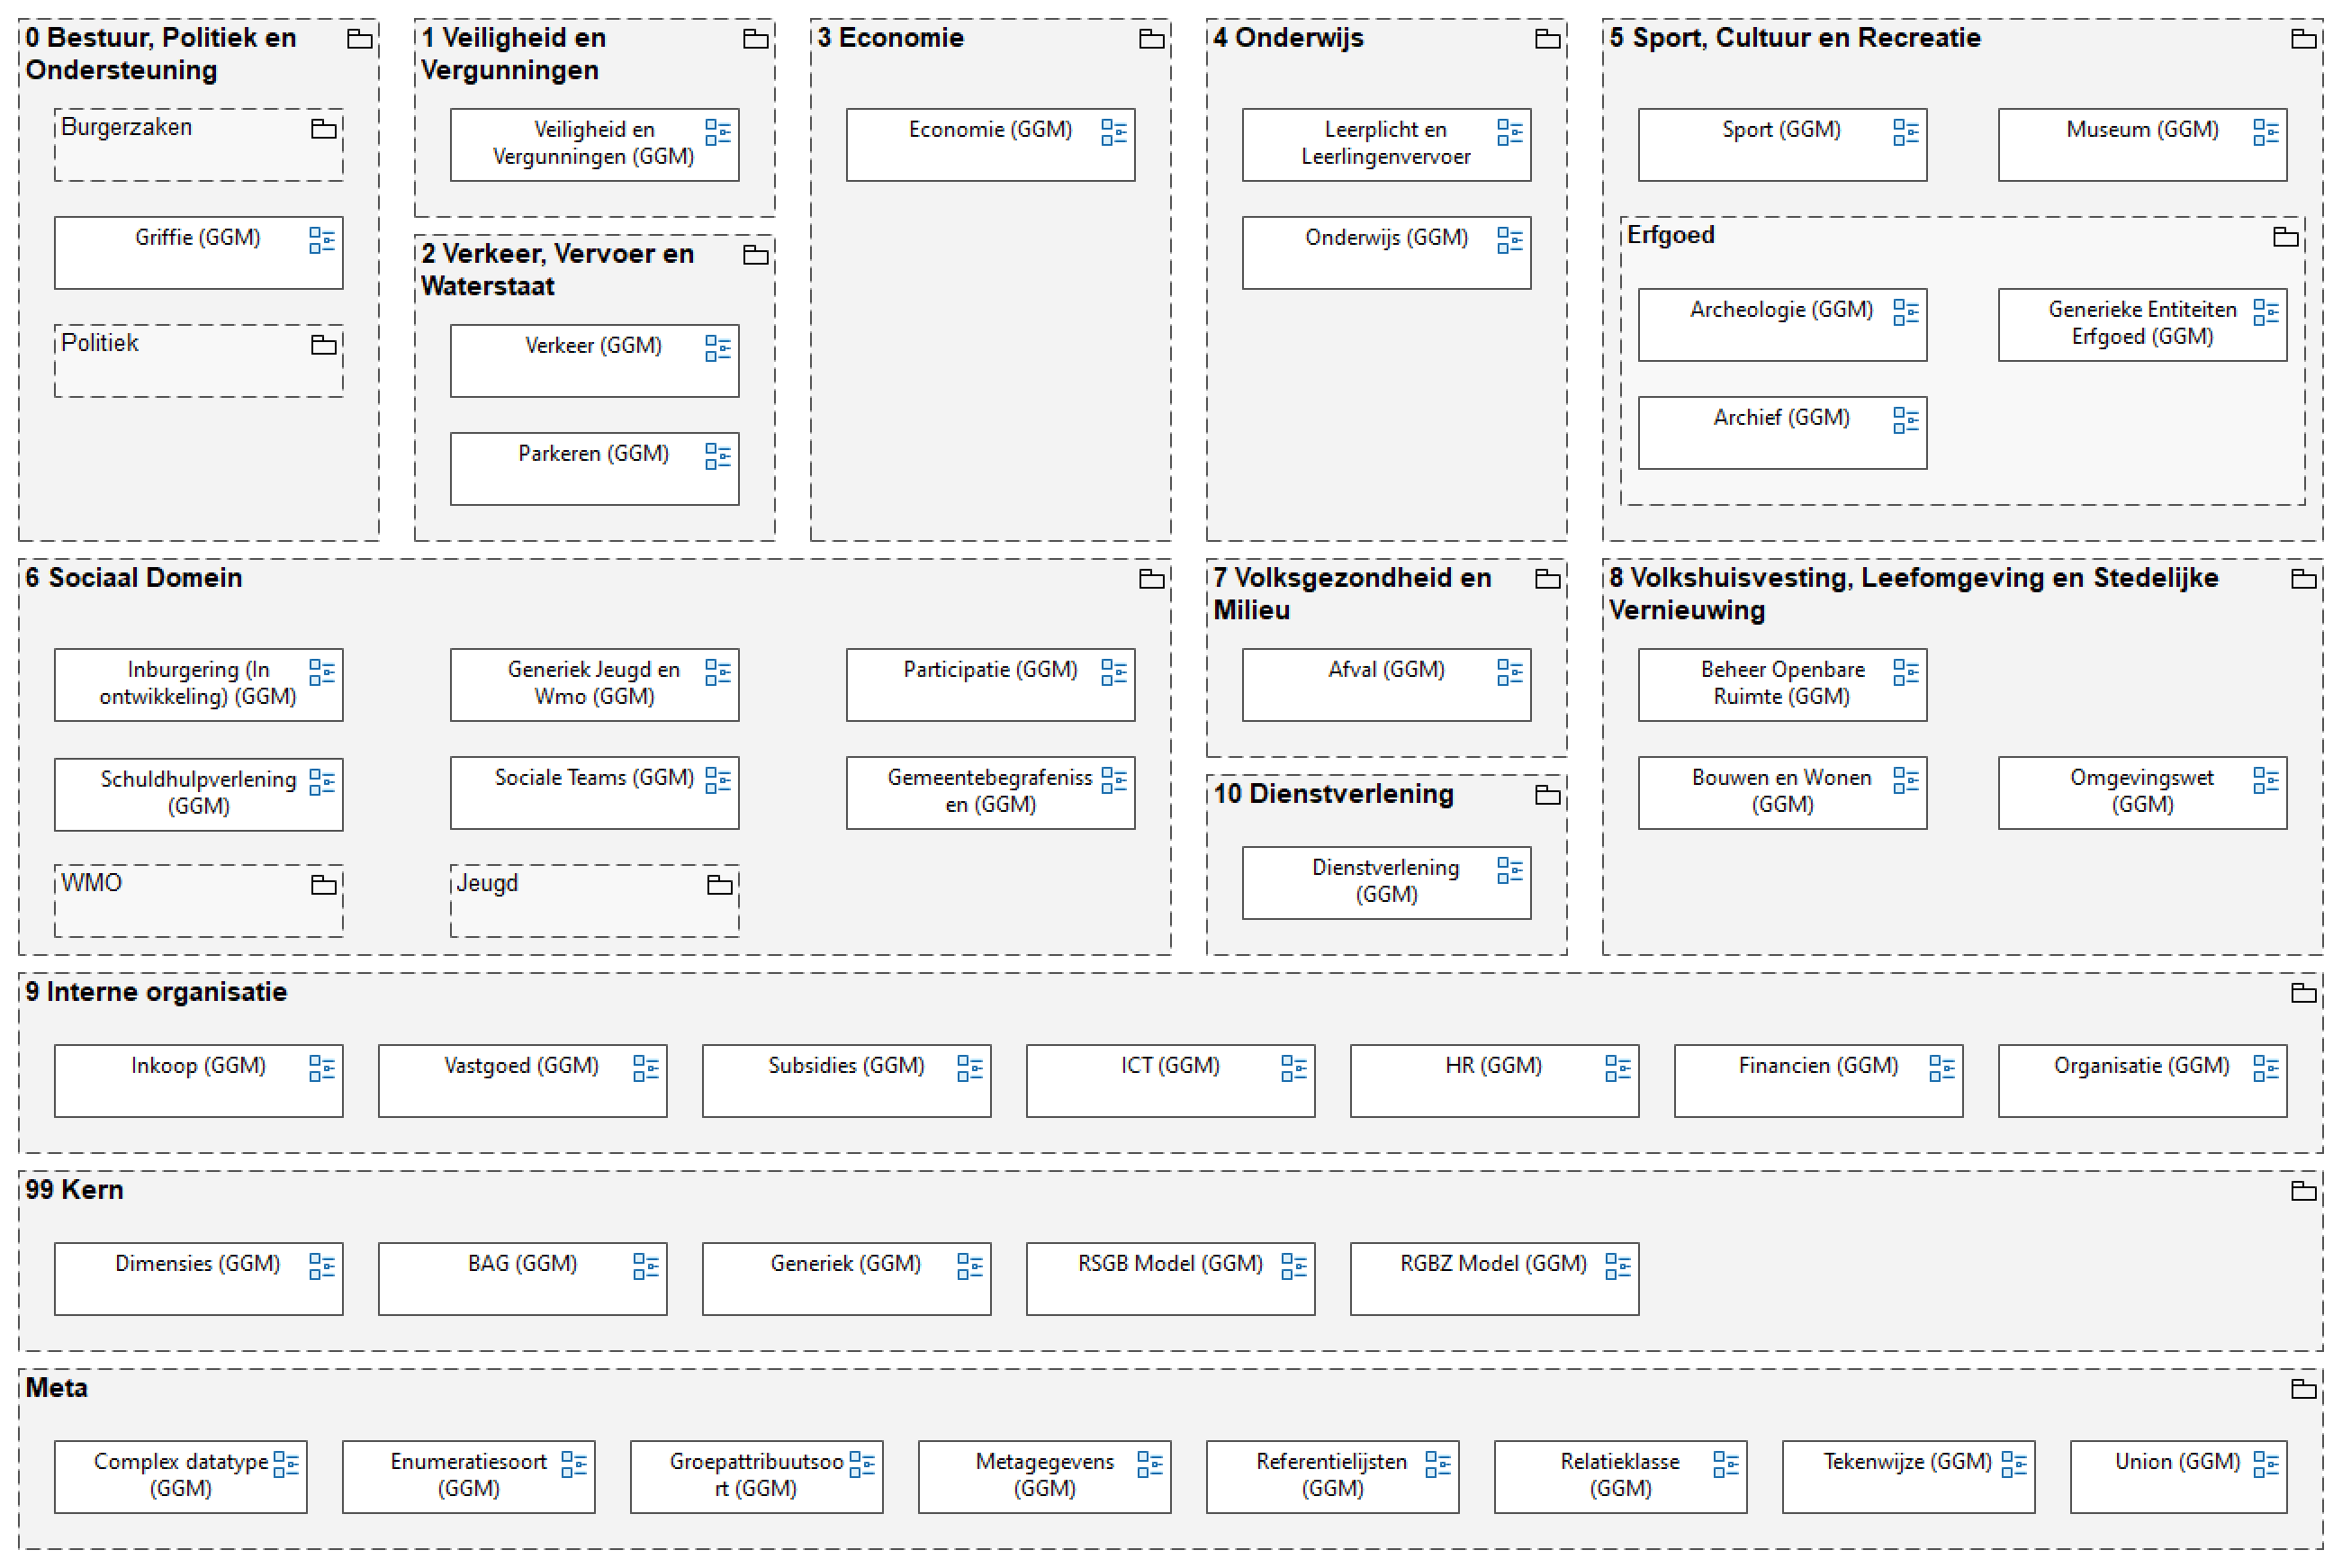 0 Bestuur, Politiek en
Ondersteuning
Burgerzaken
Griffie (GGM)
Politiek
1 Veiligheid en
Vergunningen
Veiligheid en
Vergunningen (GGM)
2 Verkeer, Vervoer en
Waterstaat
Verkeer (GGM)
Parkeren (GGM)
3 Economie
Economie (GGM)
4 Onderwijs
Leerplicht en
Leerlingenvervoer
Onderwijs (GGM)
5 Sport, Cultuur en Recreatie
Sport (GGM)
Museum (GGM)
Erfgoed
Archeologie (GGM)
Generieke Entiteiten
Erfgoed (GGM)
Archief (GGM)
6 Sociaal Domein
Inburgering (In
ontwikkeling) (GGM)
Generiek Jeugd en
Wmo (GGM)
Participatie (GGM)
Schuldhulpverlening
(GGM)
Sociale Teams (GGM)
Gemeentebegrafeniss
en (GGM)
WMO
Jeugd
7 Volksgezondheid en
Milieu
Afval (GGM)
10 Dienstverlening
Dienstverlening
(GGM)
8 Volkshuisvesting, Leefomgeving en Stedelijke
Vernieuwing
Beheer Openbare
Ruimte (GGM)
Bouwen en Wonen
(GGM)
Omgevingswet
(GGM)
9 Interne organisatie
Inkoop (GGM)
Vastgoed (GGM)
Subsidies (GGM)
ICT (GGM)
HR (GGM)
Financien (GGM)
Organisatie (GGM)
99 Kern
Dimensies (GGM)
BAG (GGM)
Generiek (GGM)
RSGB Model (GGM)
RGBZ Model (GGM)
Meta
Complex datatype
(GGM)
Enumeratiesoort
(GGM)
Groepattribuutsoo
rt (GGM)
Metagegevens
(GGM)
Referentielijsten
(GGM)
Relatieklasse
(GGM)
Tekenwijze (GGM)
Union (GGM)